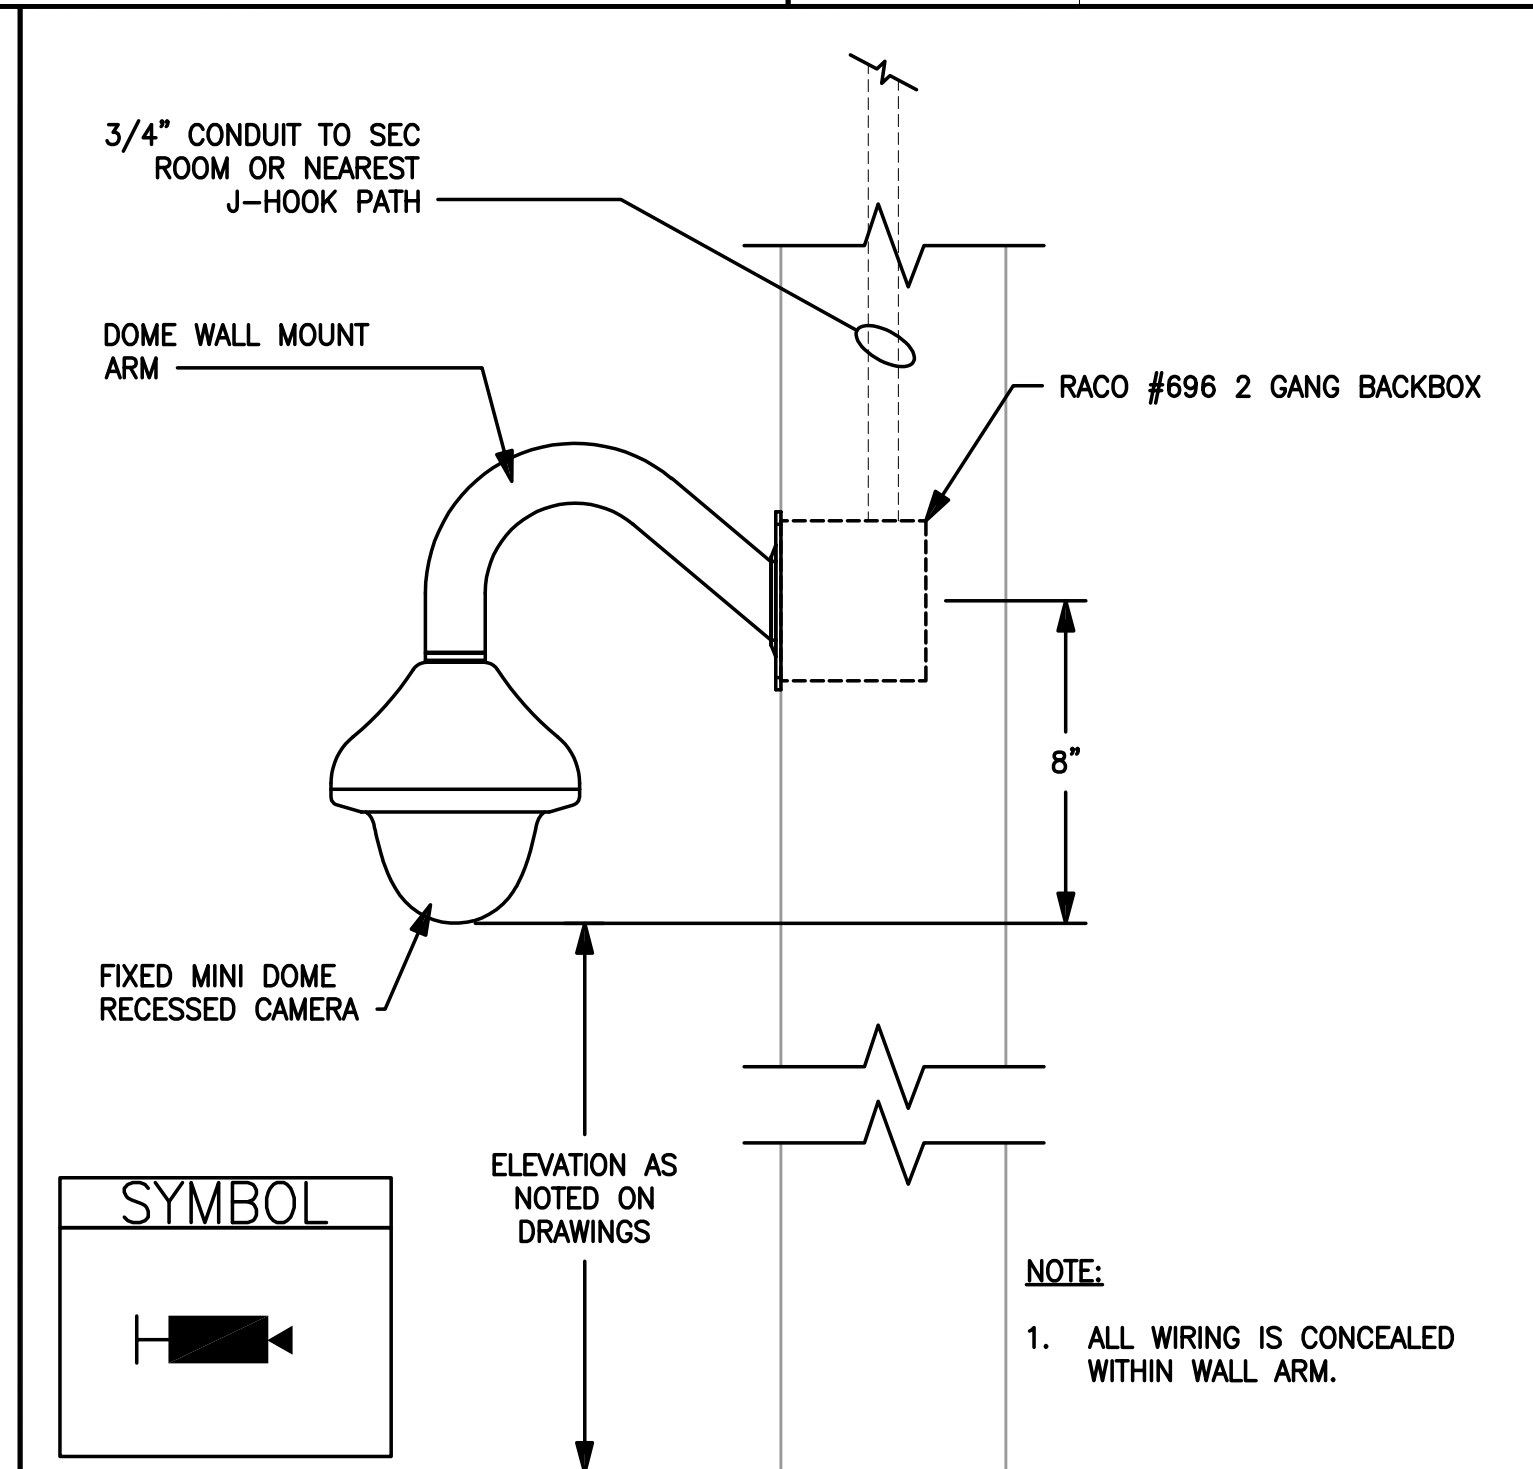 3/4" CONDUIT TO SEC
ROOM OR NEAREST
J-HOOK PATH
DOME WALL MOUNT
ARM
RACO #696 2 GANG BACKBOX
8"
FIXED MINI DOME
RECESSED CAMERA
ELEVATION AS
NOTED ON
DRAWINGS
SYMBOL
NOTE:
1. ALL WIRING IS CONCEALED
WITHIN WALL ARM.